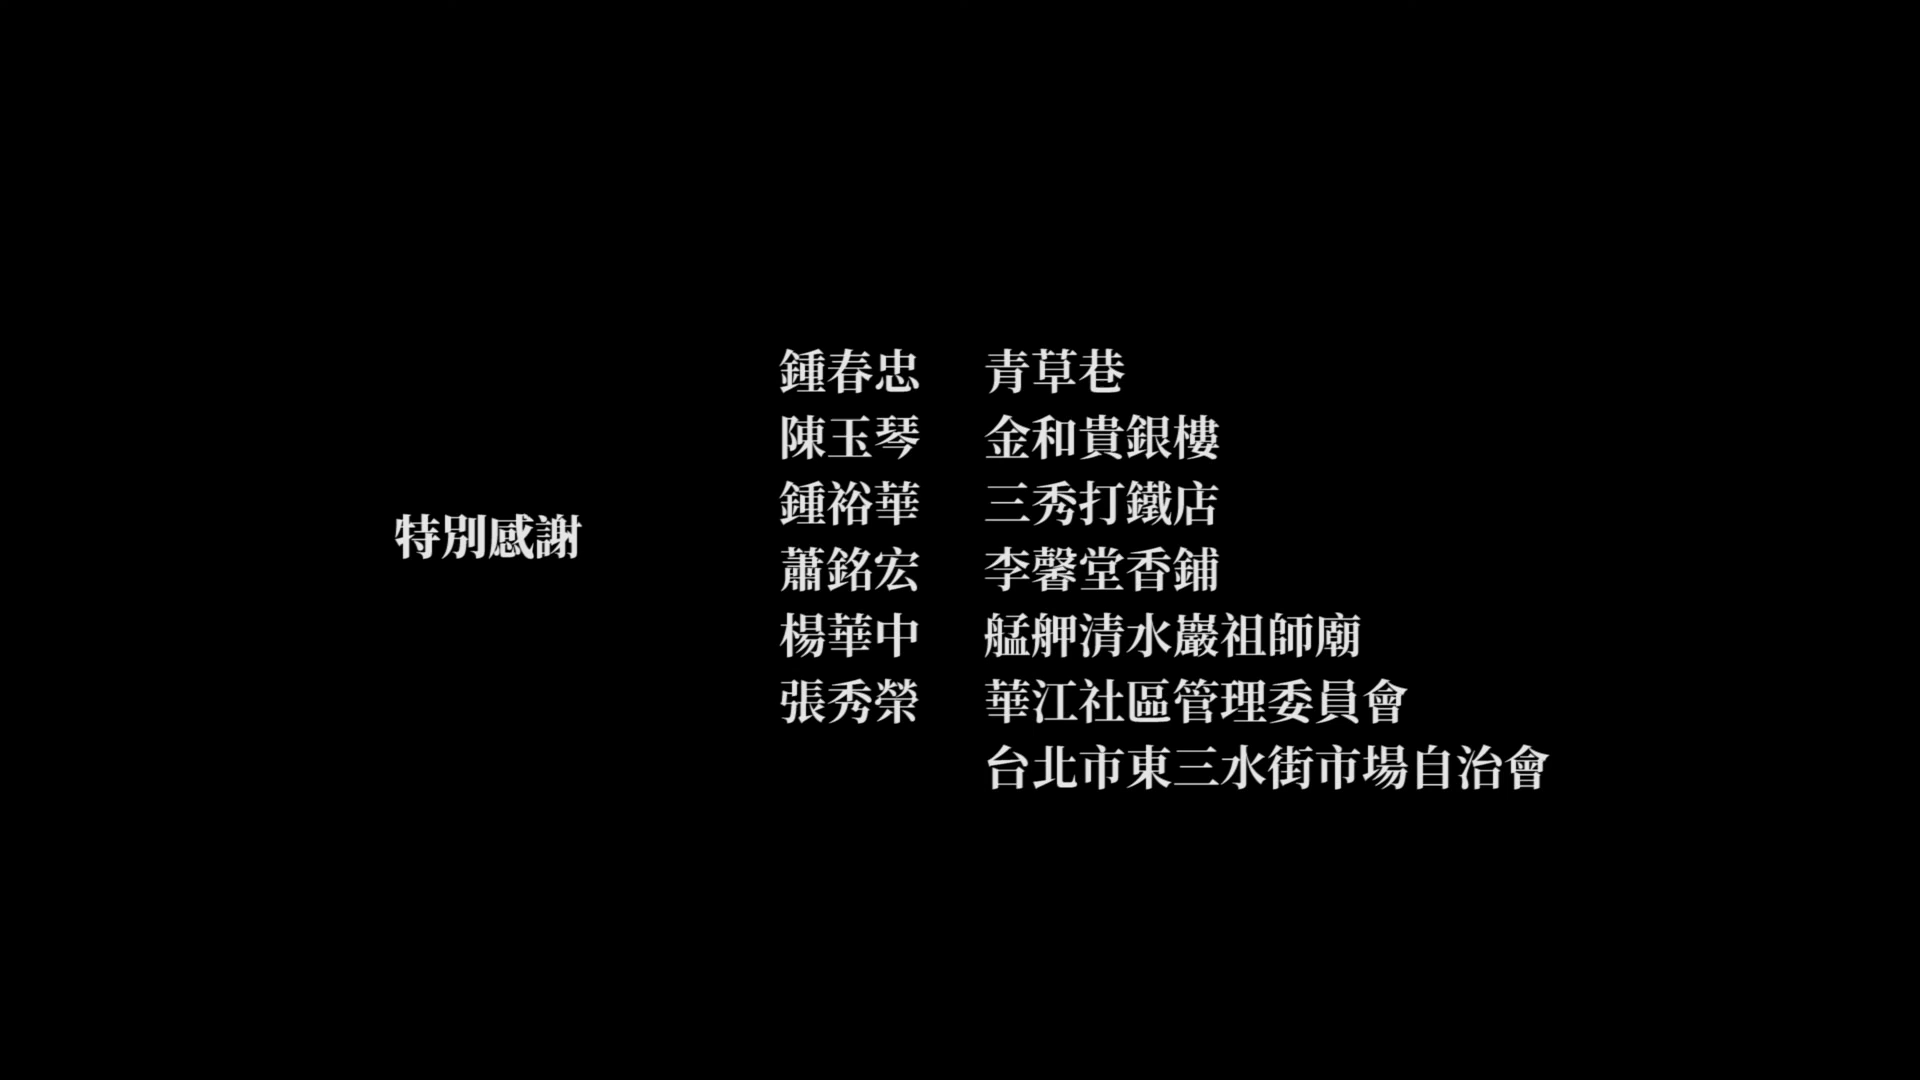 特別感謝
鍾春忠 青草巷
陳玉琴 金和貴銀樓
鍾裕華 三秀打鐵店
蕭銘宏 李馨堂香鋪
楊華中 艋舺清水巖祖師廟
張秀榮 華江社區管理委員會
台北市東三水街市場自治會